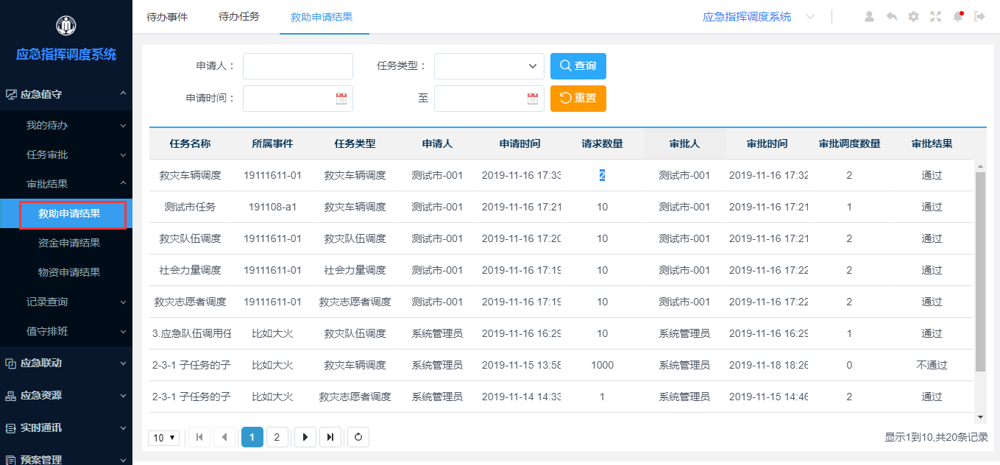 应急指挥调度系统
应急值守
我的待办
任务审批
审批结果
救助申请结果
资金申请结果
物资申请结果
记录查询
值守排班
应急联动
应急资源
实时通讯
预案管理
待办事件 待办任务 救助申请结果 应急指挥调度系统
申请人： 任务类型： 查询
申请时间： 至 重置
任务名称 所属事件 任务类型 申请人 申请时间 请求数量 审批人 审批时间 审批调度数量 审批结果
救灾车辆调度 19111611-01 救灾车辆调度 测试市-001 2019-11-16 17:33 2 测试市-001 2019-11-16 17:32 2 通过
测试市任务 191108-a1 救灾车辆调度 测试市-001 2019-11-16 17:21 10 测试市-001 2019-11-16 17:21 1 通过
救灾队伍调度 19111611-01 救灾队伍调度 测试市-001 2019-11-16 17:20 10 测试市-001 2019-11-16 17:21 2 通过
社会力量调度 19111611-01 社会力量调度 测试市-001 2019-11-16 17:19 10 测试市-001 2019-11-16 17:22 2 通过
救灾志愿者调度 19111611-01 救灾志愿者调度 测试市-001 2019-11-16 17:19 10 测试市-001 2019-11-16 17:22 2 通过
3.应急队伍调用任 比如大火 救灾队伍调度 系统管理员 2019-11-16 16:29 10 系统管理员 2019-11-16 16:29 1 通过
2-3-1 子任务的子 比如大火 救灾车辆调度 系统管理员 2019-11-15 13:58 1000 系统管理员 2019-11-18 18:26 0 不通过
2-3-1 子任务的子 比如大火 救灾志愿者调度 系统管理员 2019-11-14 14:33 1 系统管理员 2019-11-15 14:46 2 通过
10 1 2 显示1到10,共20条记录